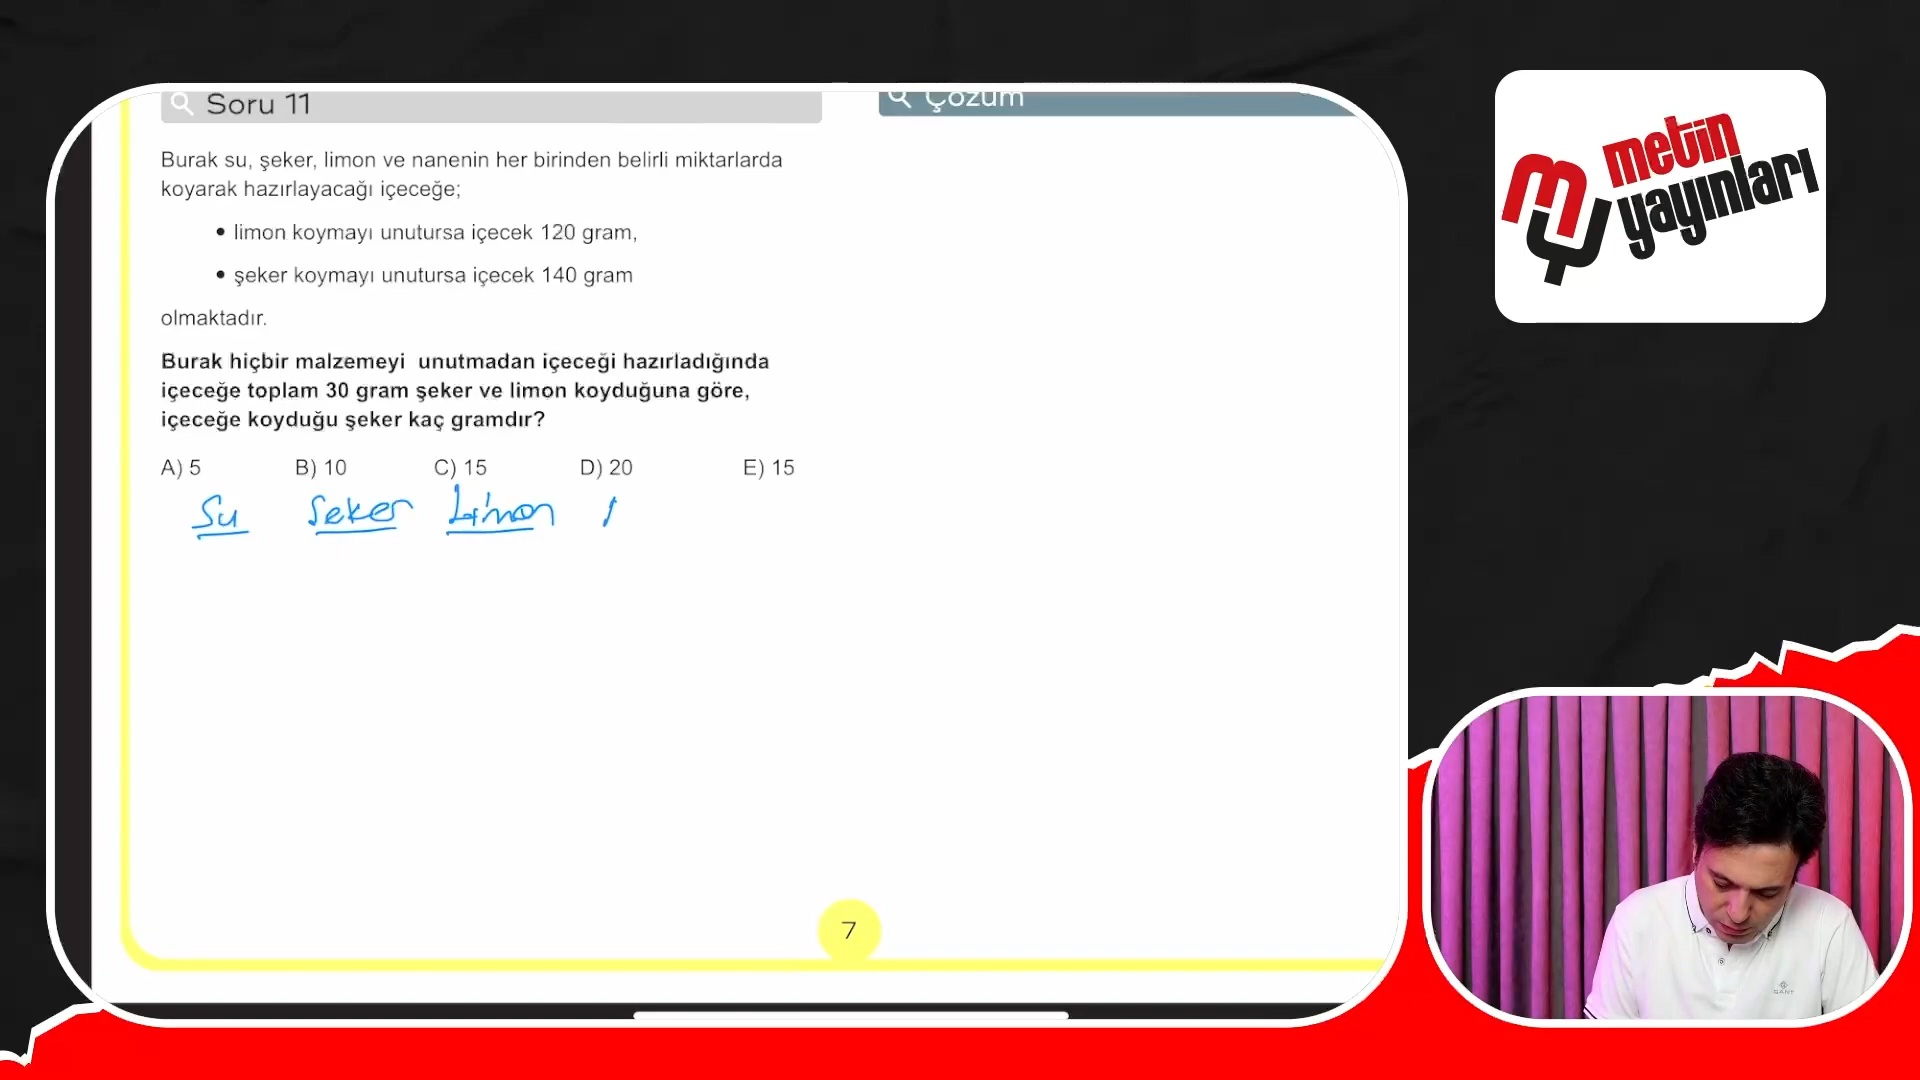 Soru 11
Çözüm
Burak su, şeker, limon ve nanenin her birinden belirli miktarlarda
koyarak hazırlayacağı içeceğe;
• limon koymayı unutursa içecek 120 gram,
• şeker koymayı unutursa içecek 140 gram
olmaktadır.
Burak hiçbir malzemeyi unutmadan içeceği hazırladığında
içeceğe toplam 30 gram şeker ve limon koyduğuna göre,
içeceğe koyduğu şeker kaç gramdır?
A) 5 B) 10 C) 15 D) 20 E) 15
Su Şeker Limon
7
metin
yayınları
GANT